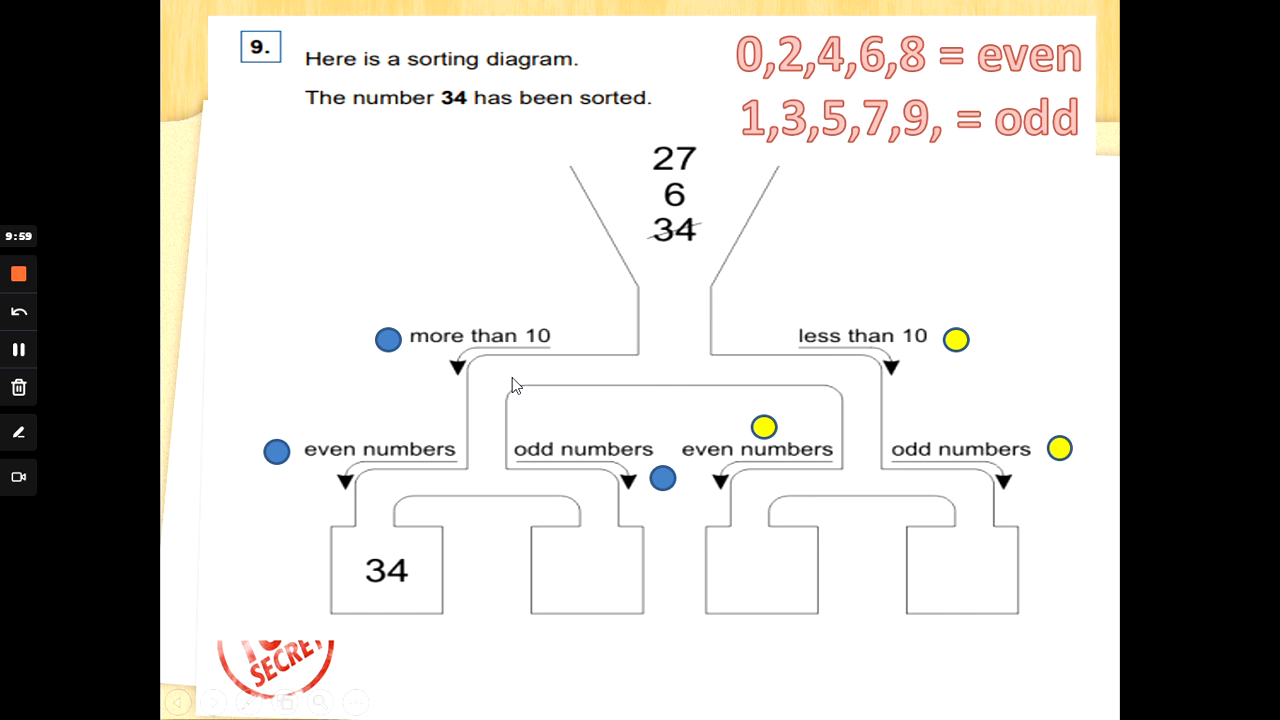 9.
Here is a sorting diagram.
The number 34 has been sorted.
0,2,4,6,8 = even
1,3,5,7,9, = odd
27
6
34
9:59
more than 10
less than 10
even numbers
odd numbers
even numbers
odd numbers
34
SECRET